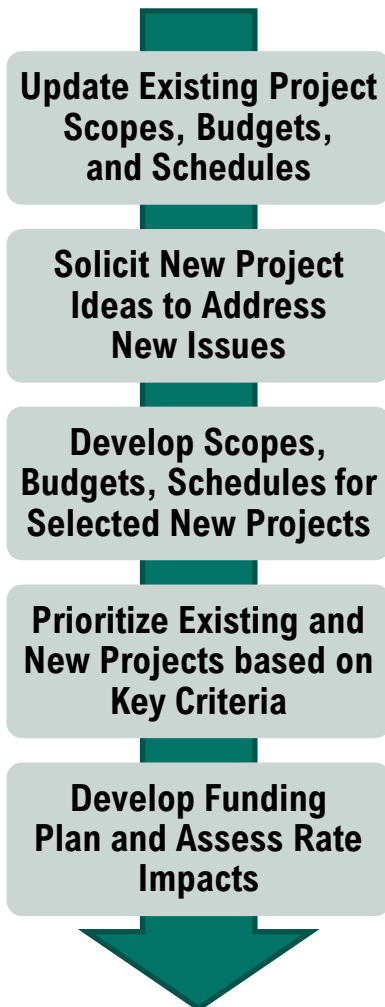 Update Existing Project
Scopes, Budgets,
and Schedules
Solicit New Project
Ideas to Address
New Issues
Develop Scopes,
Budgets, Schedules for
Selected New Projects
Prioritize Existing and
New Projects based on
Key Criteria
Develop Funding
Plan and Assess Rate
Impacts